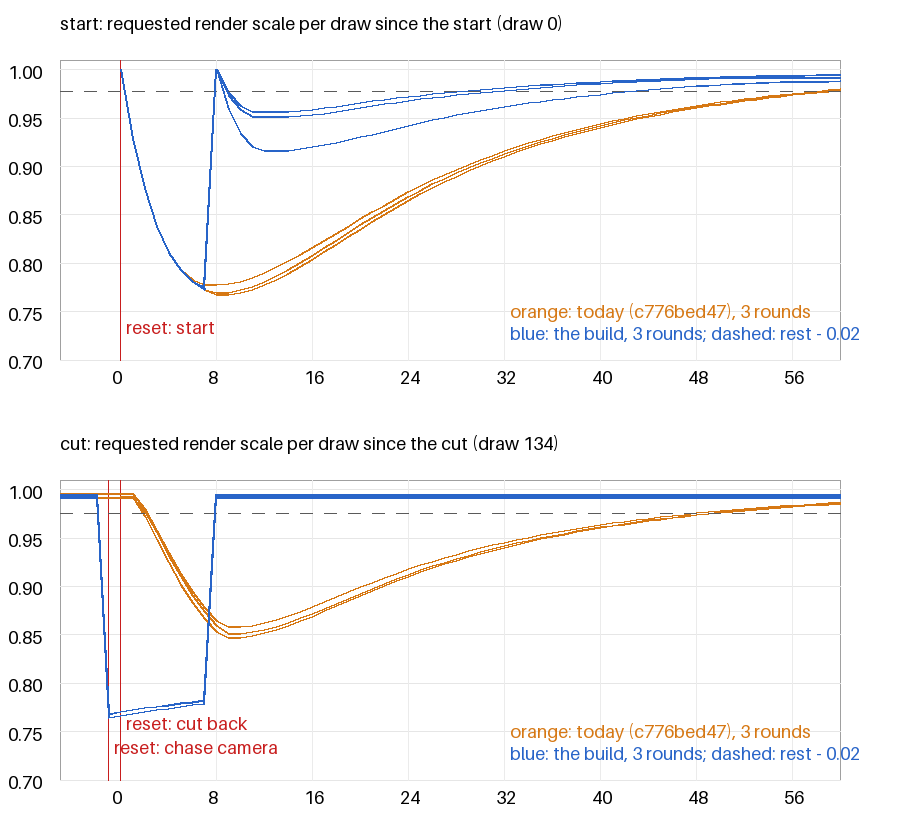 start: requested render scale per draw since the start (draw 0)
1.00
0.95
0.90
0.85
0.80
0.75
0.70
reset: start
orange: today (c776bed47), 3 rounds
blue: the build, 3 rounds; dashed: rest - 0.02
0 8 16 24 32 40 48 56
cut: requested render scale per draw since the cut (draw 134)
1.00
0.95
0.90
0.85
0.80
0.75
0.70
reset: cut back
reset: chase camera
orange: today (c776bed47), 3 rounds
blue: the build, 3 rounds; dashed: rest - 0.02
0 8 16 24 32 40 48 56